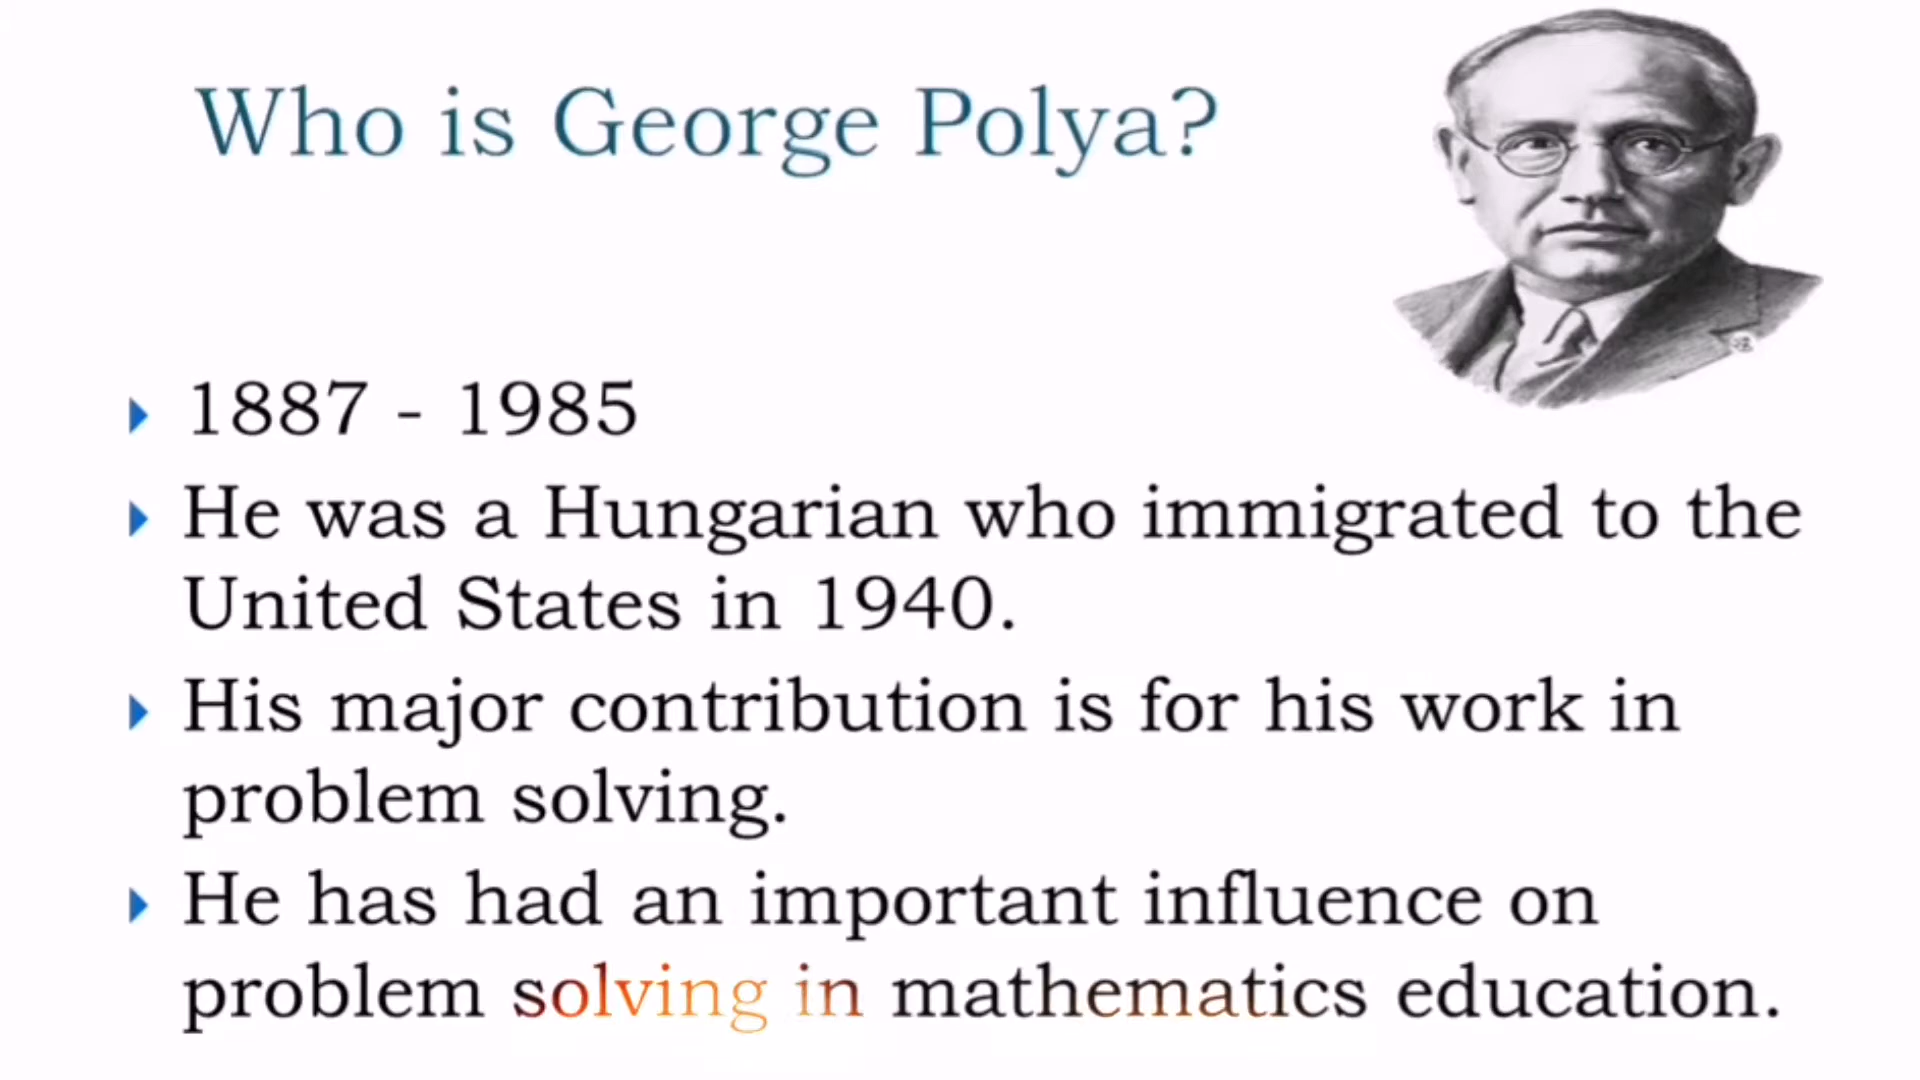 Who is George Polya?
1887 - 1985
He was a Hungarian who immigrated to the
United States in 1940.
His major contribution is for his work in
problem solving.
He has had an important influence on
problem solving in mathematics education.